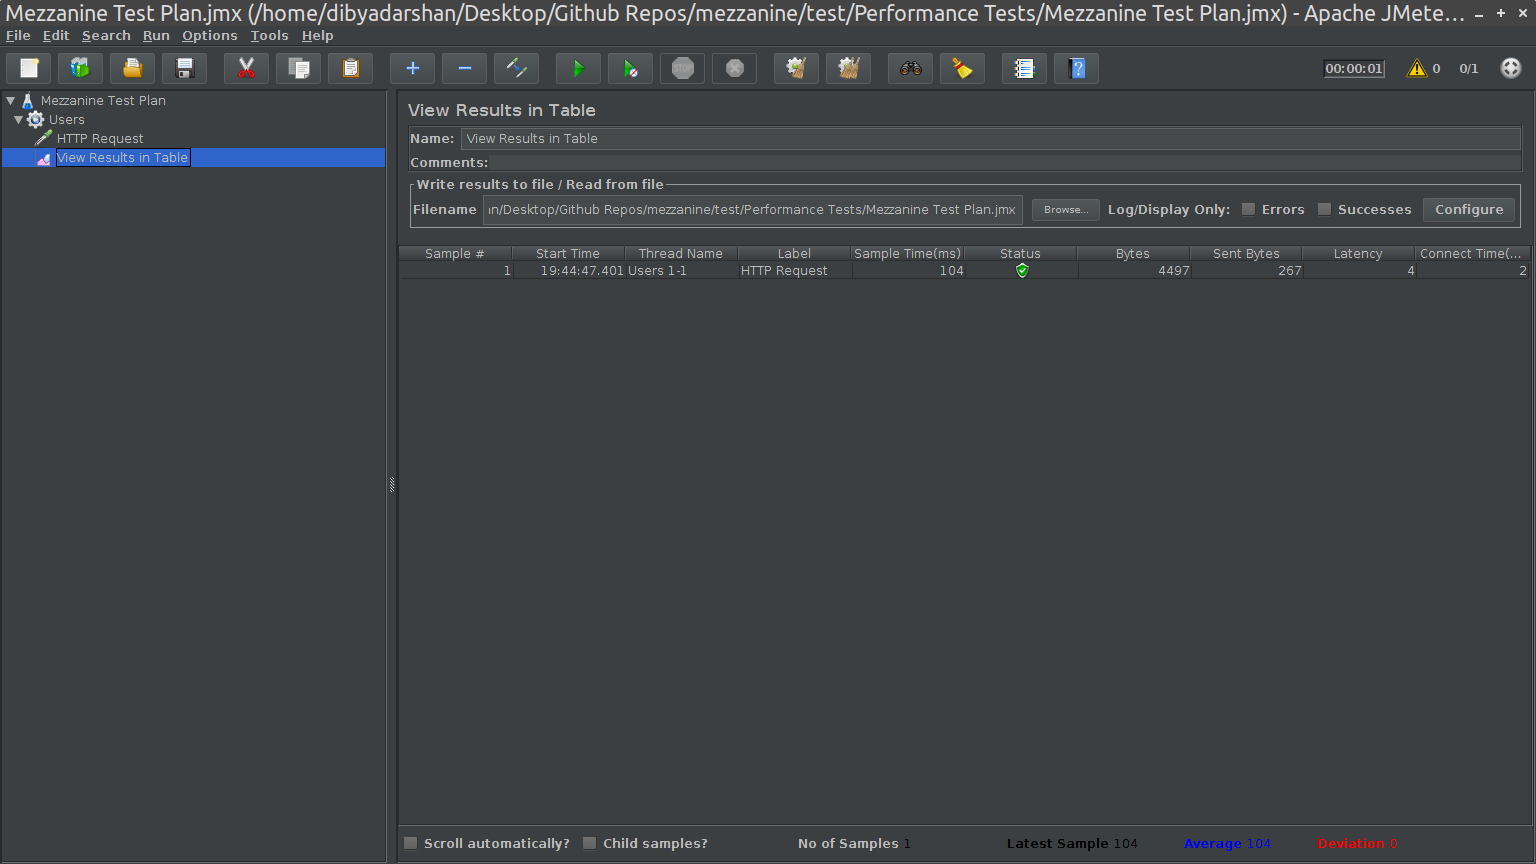 Mezzanine Test Plan.jmx (/home/dibyadarshan/Desktop/Github Repos/mezzanine/test/Performance Tests/Mezzanine Test Plan.jmx) - Apache JMete...
File Edit Search Run Options Tools Help
STOP 00:00:01 0 0/1
Mezzanine Test Plan
Users
HTTP Request
View Results in Table
View Results in Table
Name: View Results in Table
Comments:
Write results to file / Read from file
Filename n/Desktop/Github Repos/mezzanine/test/Performance Tests/Mezzanine Test Plan.jmx Browse... Log/Display Only: Errors Successes Configure
Sample # Start Time Thread Name Label Sample Time(ms) Status Bytes Sent Bytes Latency Connect Time(...
1 19:44:47.401 Users 1-1 HTTP Request 104 4497 267 4 2
Scroll automatically? Child samples? No of Samples 1 Latest Sample 104 Average 104 Deviation 0